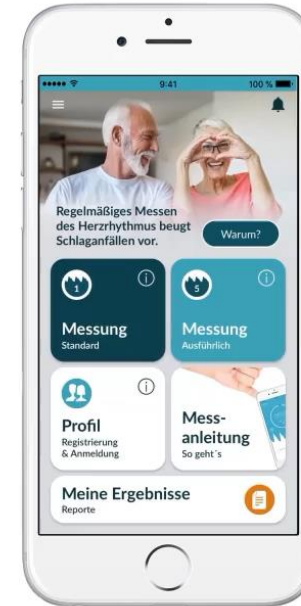 9:41
100 %
Regelmäßiges Messen
des Herzrhythmus beugt
Schlaganfällen vor.
Warum?
1
Messung
Standard
5
Messung
Ausführlich
Profil
Registrierung
& Anmeldung
Mess-
anleitung
So geht´s
Meine Ergebnisse
Reporte